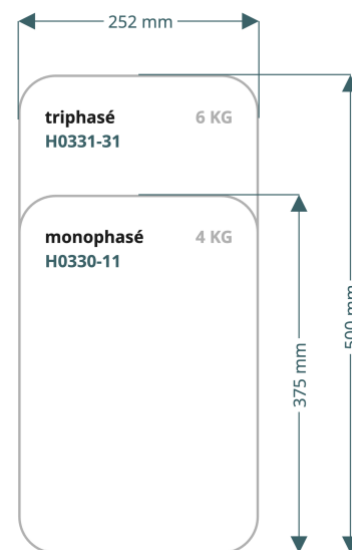 252 mm
triphasé 6 KG
H0331-31
monophasé 4 KG
H0330-11
375 mm
500 mm